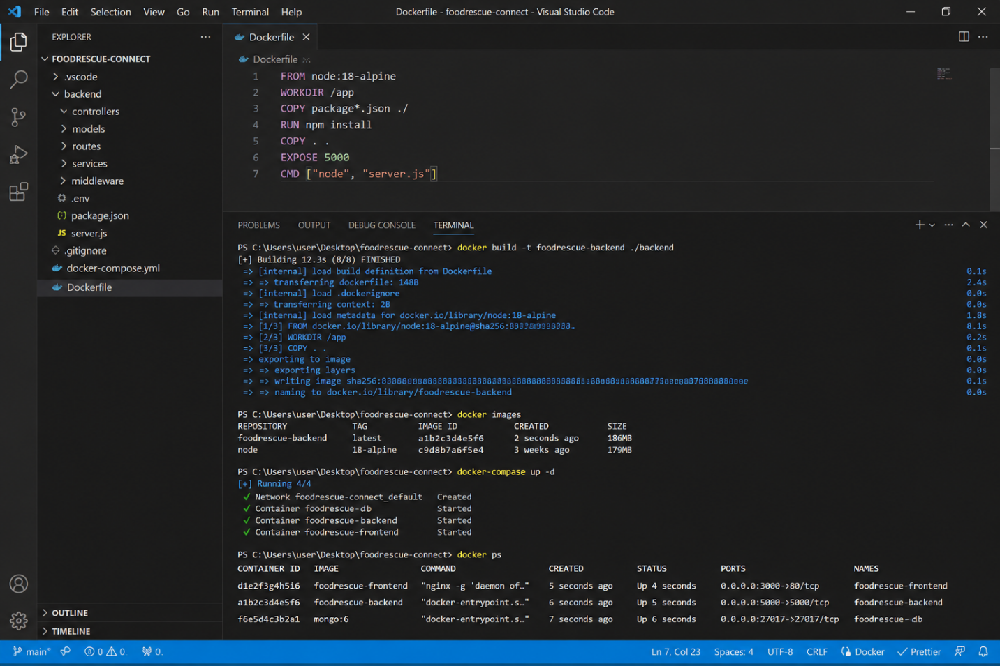 File Edit Selection View Go Run Terminal Help
Dockerfile - foodrescue-connect - Visual Studio Code
EXPLORER
FOODRESCUE-CONNECT
.vscode
backend
controllers
models
routes
services
middleware
.env
package.json
JS server.js
.gitignore
docker-compose.yml
Dockerfile
OUTLINE
TIMELINE
Dockerfile
Dockerfile
1 FROM node:18-alpine
2 WORKDIR /app
3 COPY package*.json ./
4 RUN npm install
5 COPY . .
6 EXPOSE 5000
7 CMD ["node", "server.js"]
PROBLEMS OUTPUT DEBUG CONSOLE TERMINAL
PS C:\Users\user\Desktop\foodrescue-connect> docker build -t foodrescue-backend ./backend
[+] Building 12.3s (8/8) FINISHED
=> [internal] load build definition from Dockerfile 0.1s
=> => transferring dockerfile: 148B 2.4s
=> [internal] load .dockerignore 0.0s
=> => transferring context: 2B 0.0s
=> [internal] load metadata for docker.io/library/node:18-alpine 1.8s
=> [1/3] FROM docker.io/library/node:18-alpine@sha256: 8.1s
=> [2/3] WORKDIR /app 0.2s
=> [3/3] COPY . . 0.1s
=> exporting to image 0.0s
=> => exporting layers 0.0s
=> => writing image sha256: 0.1s
=> => naming to docker.io/library/foodrescue-backend 0.0s
PS C:\Users\user\Desktop\foodrescue-connect> docker images
REPOSITORY TAG IMAGE ID CREATED SIZE
foodrescue-backend latest a1b2c3d4e5f6 2 seconds ago 186MB
node 18-alpine c9d8b7a6f5e4 3 weeks ago 179MB
PS C:\Users\user\Desktop\foodrescue-connect> docker-compase up -d
[+] Running 4/4
✓ Network foodrescue-connect_default Created
✓ Container foodrescue-db Started
✓ Container foodrescue-backend Started
✓ Container foodrescue-frontend Started
PS C:\Users\user\Desktop\foodrescue-connect> docker ps
CONTAINER ID IMAGE COMMAND CREATED STATUS PORTS NAMES
d1e2f3g4h5i6 foodrescue-frontend "nginx -g 'daemon of…" 5 seconds ago Up 4 seconds 0.0.0.0:3000->80/tcp foodrescue-frontend
a1b2c3d4e5f6 foodrescue-backend "docker-entrypoint.s…" 6 seconds ago Up 5 seconds 0.0.0.0:5000->5000/tcp foodrescue-backend
f6e5d4c3b2a1 mongo:6 "docker-entrypoint.s…" 7 seconds ago Up 6 seconds 0.0.0.0:27017->27017/tcp foodrescue-db
main* 0 0 0. Ln 7, Col 23 Spaces: 4 UTF-8 CRLF Docker Prettier